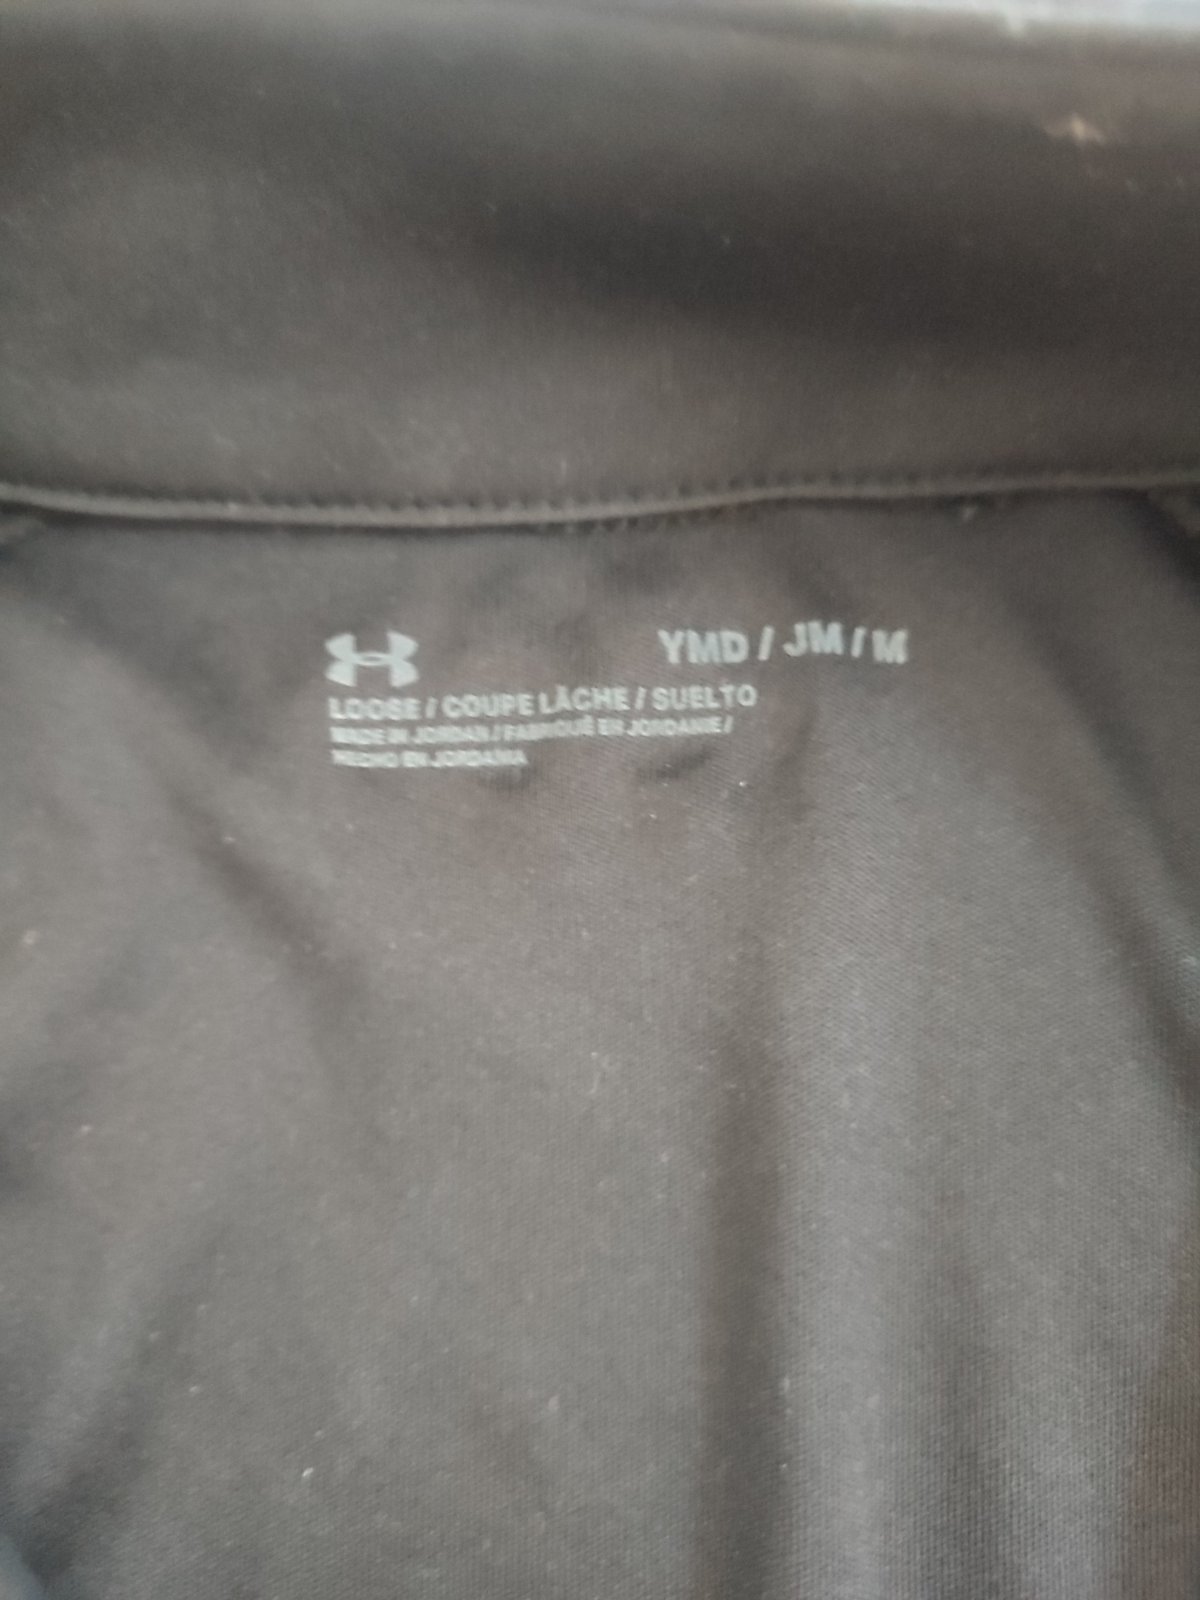 YMD / JM / M
LOOSE / COUPE LÂCHE / SUELTO
MADE IN JORDAN / FABRIQUÉ EN JORDANIE /
HECHO EN JORDANIA